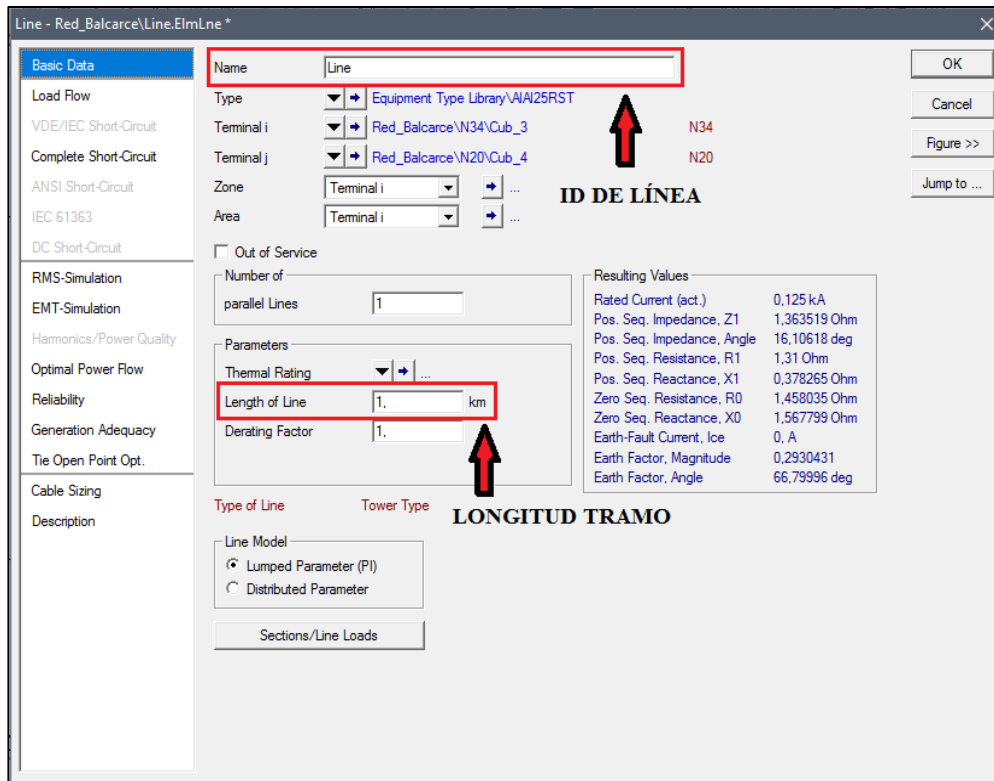 Line - Red_Balcarce\Line.ElmLne *
Basic Data
Load Flow
VDE/IEC Short-Circuit
Complete Short-Circuit
ANSI Short-Circuit
IEC 61363
DC Short-Circuit
RMS-Simulation
EMT-Simulation
Harmonics/Power Quality
Optimal Power Flow
Reliability
Generation Adequacy
Tie Open Point Opt.
Cable Sizing
Description
Name Line
Type Equipment Type Library\AlAl25RST
Terminal i Red_Balcarce\N34\Cub_3 N34
Terminal j Red_Balcarce\N20\Cub_4 N20
Zone Terminal i ...
Area Terminal i ...
ID DE LÍNEA
Out of Service
Number of
parallel Lines 1
Parameters
Thermal Rating ...
Length of Line 1, km
Derating Factor 1,
LONGITUD TRAMO
Type of Line Tower Type
Line Model
Lumped Parameter (PI)
Distributed Parameter
Sections/Line Loads
Resulting Values
Rated Current (act.) 0,125 kA
Pos. Seq. Impedance, Z1 1,363519 Ohm
Pos. Seq. Impedance, Angle 16,10618 deg
Pos. Seq. Resistance, R1 1,31 Ohm
Pos. Seq. Reactance, X1 0,378265 Ohm
Zero Seq. Resistance, R0 1,458035 Ohm
Zero Seq. Reactance, X0 1,567799 Ohm
Earth-Fault Current, Ice 0, A
Earth Factor, Magnitude 0,2930431
Earth Factor, Angle 66,79996 deg
OK
Cancel
Figure >>
Jump to ...